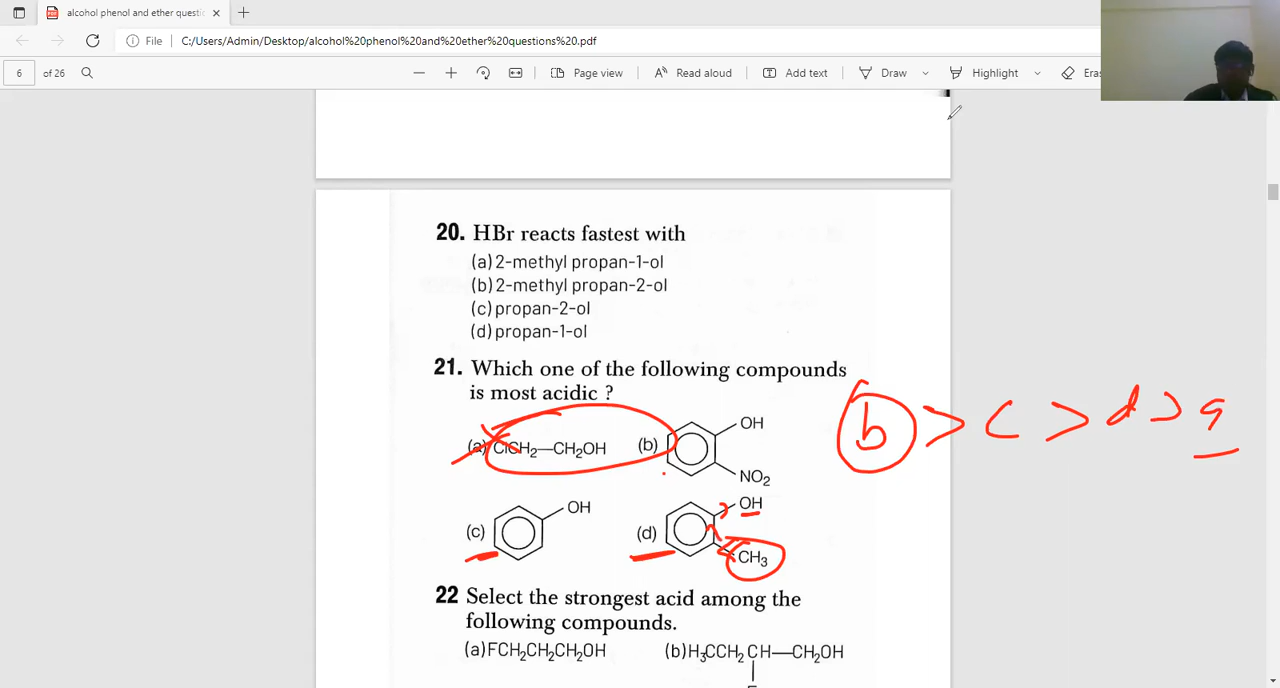 alcohol phenol and ether questi
File C:/Users/Admin/Desktop/alcohol%20phenol%20and%20ether%20questions%20.pdf
6 of 26 Page view Read aloud Add text Draw Highlight Eras
20. HBr reacts fastest with
(a) 2-methyl propan-1-ol
(b) 2-methyl propan-2-ol
(c) propan-2-ol
(d) propan-1-ol
21. Which one of the following compounds
is most acidic ?
(a) ClCH2—CH2OH (b) OH
NO2
b > c > d > a
(c) OH (d) OH
CH3
22 Select the strongest acid among the
following compounds.
(a) FCH2CH2CH2OH (b) H3CCH2CH—CH2OH